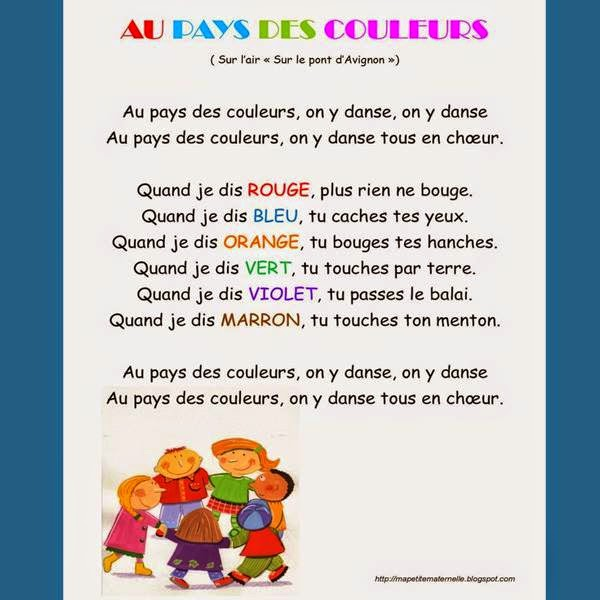 AU PAYS DES COULEURS
( Sur l'air « Sur le pont d'Avignon »)
Au pays des couleurs, on y danse, on y danse
Au pays des couleurs, on y danse tous en chœur.
Quand je dis ROUGE, plus rien ne bouge.
Quand je dis BLEU, tu caches tes yeux.
Quand je dis ORANGE, tu bouges tes hanches.
Quand je dis VERT, tu touches par terre.
Quand je dis VIOLET, tu passes le balai.
Quand je dis MARRON, tu touches ton menton.
Au pays des couleurs, on y danse, on y danse
Au pays des couleurs, on y danse tous en chœur.
http://mapetitematernelle.blogspot.com